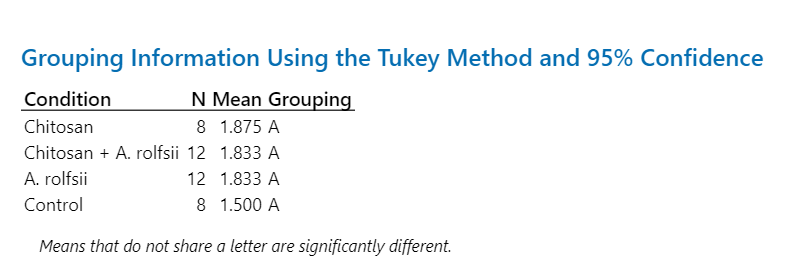 Grouping Information Using the Tukey Method and 95% Confidence
Condition N Mean Grouping
Chitosan 8 1.875 A
Chitosan + A. rolfsii 12 1.833 A
A. rolfsii 12 1.833 A
Control 8 1.500 A
Means that do not share a letter are significantly different.